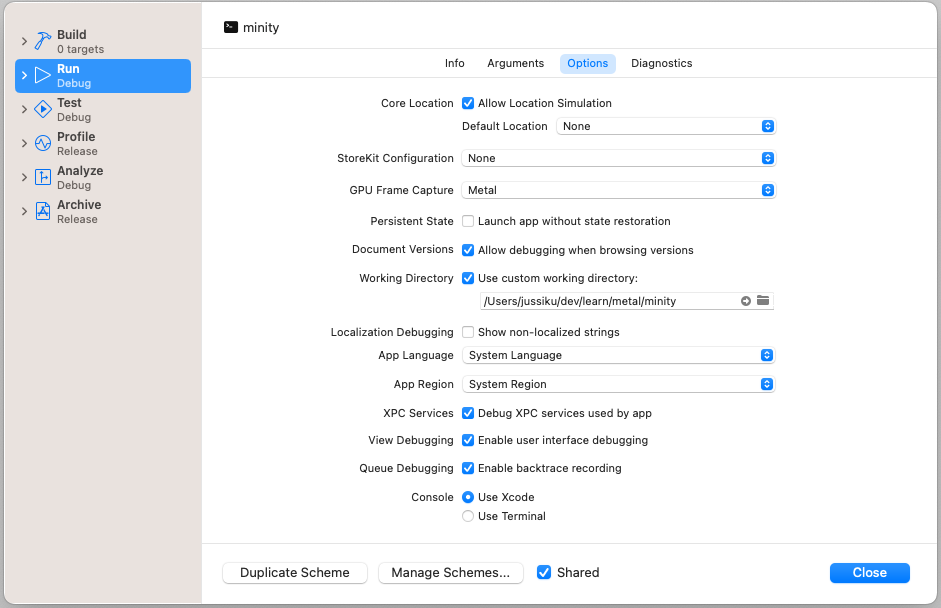 minity
Build
0 targets
Run
Debug
Test
Debug
Profile
Release
Analyze
Debug
Archive
Release
Info Arguments Options Diagnostics
Core Location Allow Location Simulation
Default Location None
StoreKit Configuration None
GPU Frame Capture Metal
Persistent State Launch app without state restoration
Document Versions Allow debugging when browsing versions
Working Directory Use custom working directory:
/Users/jussiku/dev/learn/metal/minity
Localization Debugging Show non-localized strings
App Language System Language
App Region System Region
XPC Services Debug XPC services used by app
View Debugging Enable user interface debugging
Queue Debugging Enable backtrace recording
Console Use Xcode
Use Terminal
Duplicate Scheme Manage Schemes... Shared Close